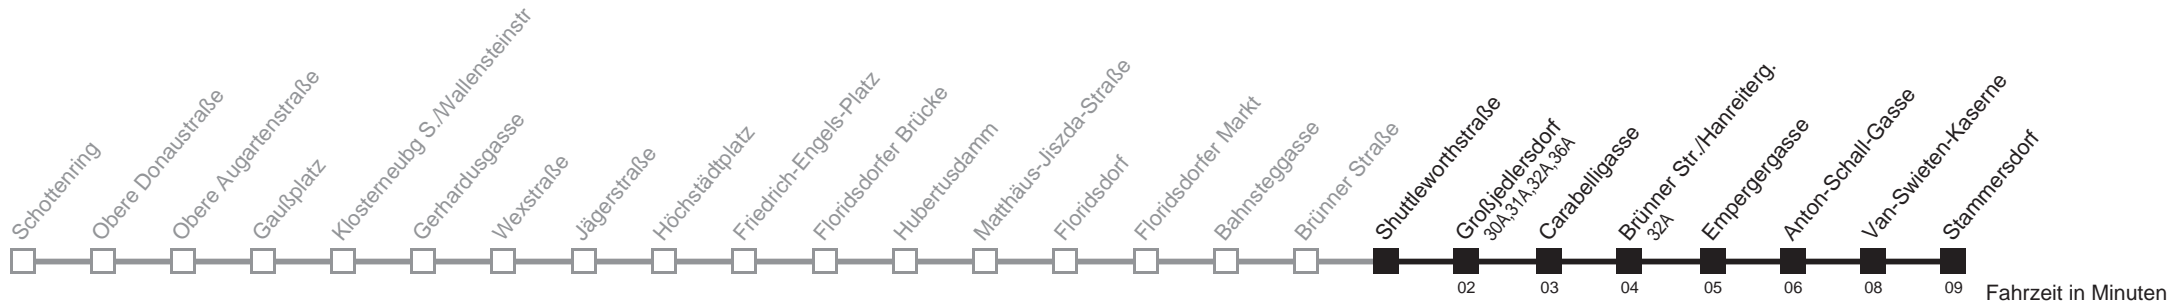 Schottenring
Obere Donaustraße
Obere Augartenstraße
Gaußplatz
Klosterneubg S./Wallensteinstr
Gerhardusgasse
Wexstraße
Jägerstraße
Höchstädtplatz
Friedrich-Engels-Platz
Floridsdorfer Brücke
Hubertusdamm
Matthäus-Jiszda-Straße
Floridsdorf
Floridsdorfer Markt
Bahnsteggasse
Brünner Straße
Shuttleworthstraße
Großjedlersdorf
30A,31A,32A,36A
Carabelligasse
Brünner Str./Hanreiterg.
32A
Empergergasse
Anton-Schall-Gasse
Van-Swieten-Kaserne
Stammersdorf
02 03 04 05 06 08 09
Fahrzeit in Minuten